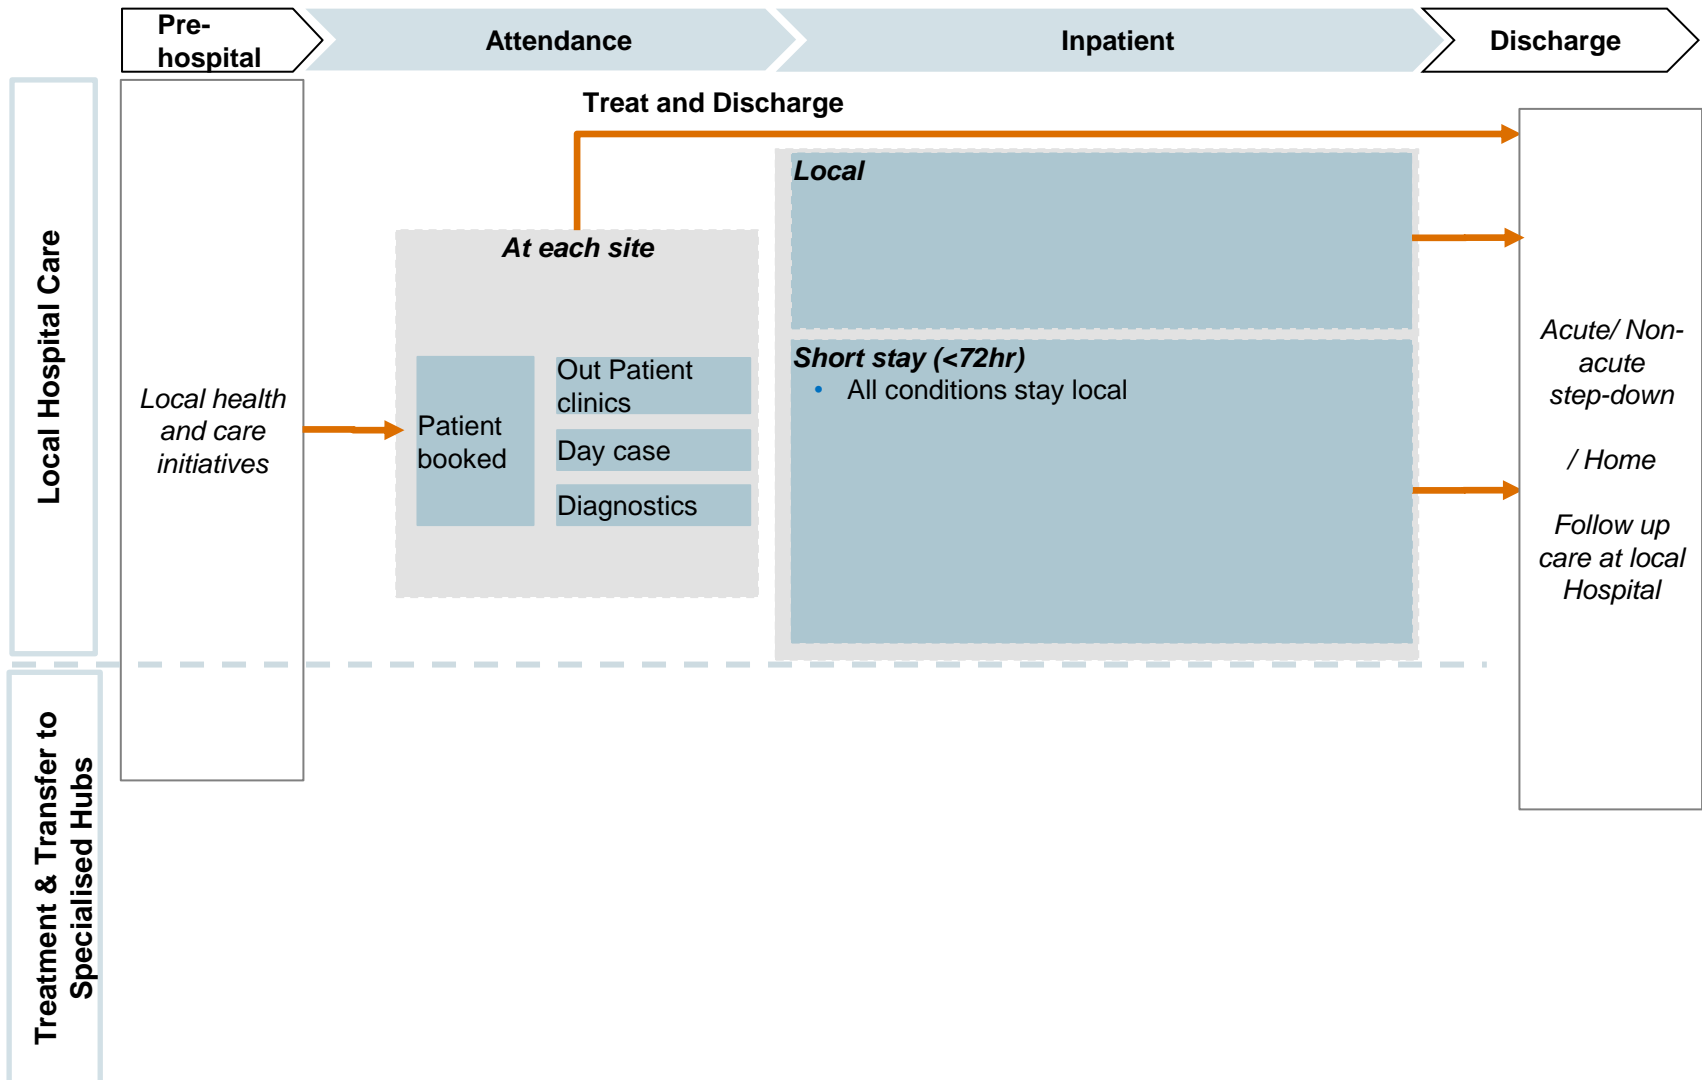 Pre-
hospital
Attendance
Inpatient
Discharge
Local Hospital Care
Treatment & Transfer to
Specialised Hubs
Local health
and care
initiatives
Treat and Discharge
At each site
Patient
booked
Out Patient
clinics
Day case
Diagnostics
Local
Short stay (<72hr)
• All conditions stay local
Acute/ Non-
acute
step-down
/ Home
Follow up
care at local
Hospital